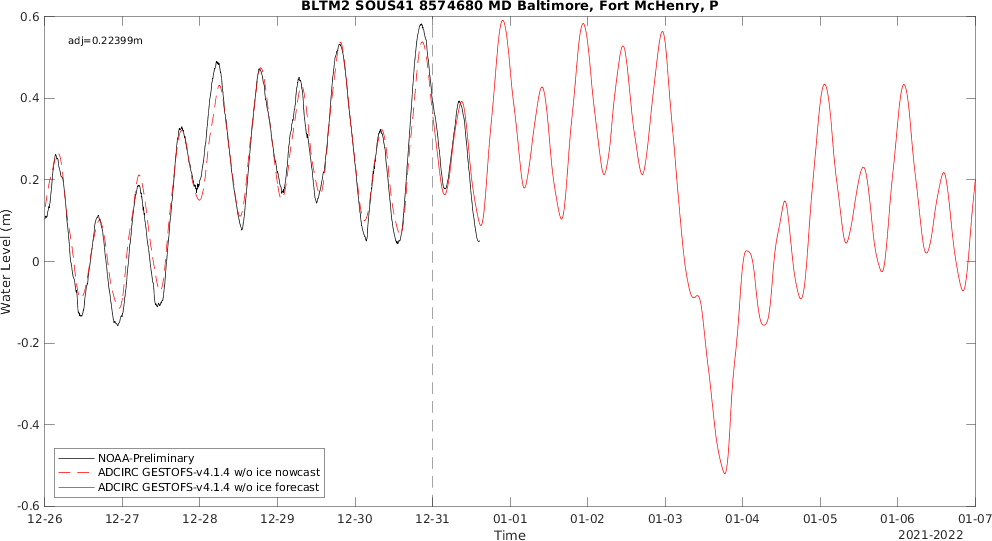 BLTM2 SOUS41 8574680 MD Baltimore, Fort McHenry, P
adj=0.22399m
0.6
0.4
0.2
0
-0.2
-0.4
-0.6
Water Level (m)
NOAA-Preliminary
ADCIRC GESTOFS-v4.1.4 w/o ice nowcast
ADCIRC GESTOFS-v4.1.4 w/o ice forecast
12-26 12-27 12-28 12-29 12-30 12-31 01-01 01-02 01-03 01-04 01-05 01-06 01-07
Time
2021-2022